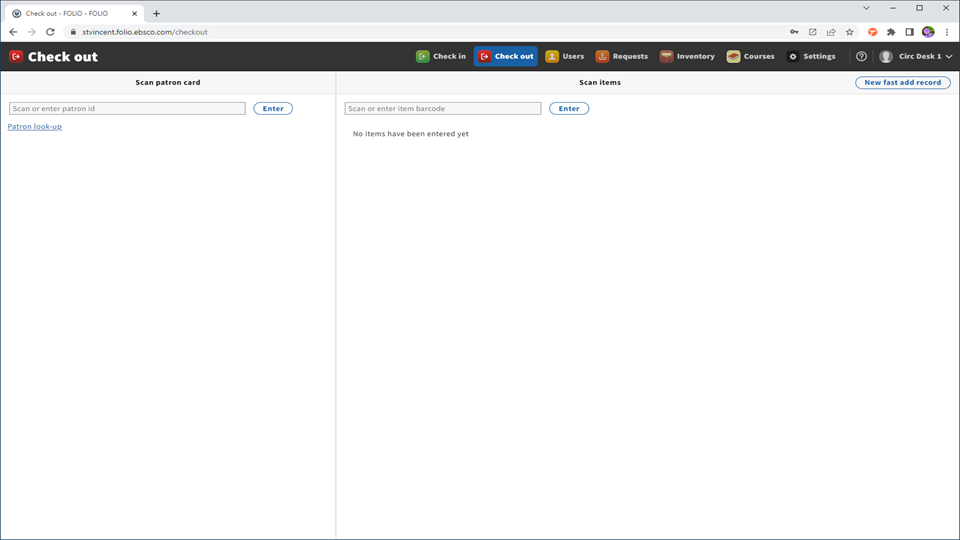 Check out - FOLIO - FOLIO
stvincent.folio.ebsco.com/checkout
Check out
Check in
Check out
Users
Requests
Inventory
Courses
Settings
Circ Desk 1
Scan patron card
Scan items
New fast add record
Scan or enter patron id
Enter
Scan or enter item barcode
Enter
Patron look-up
No items have been entered yet